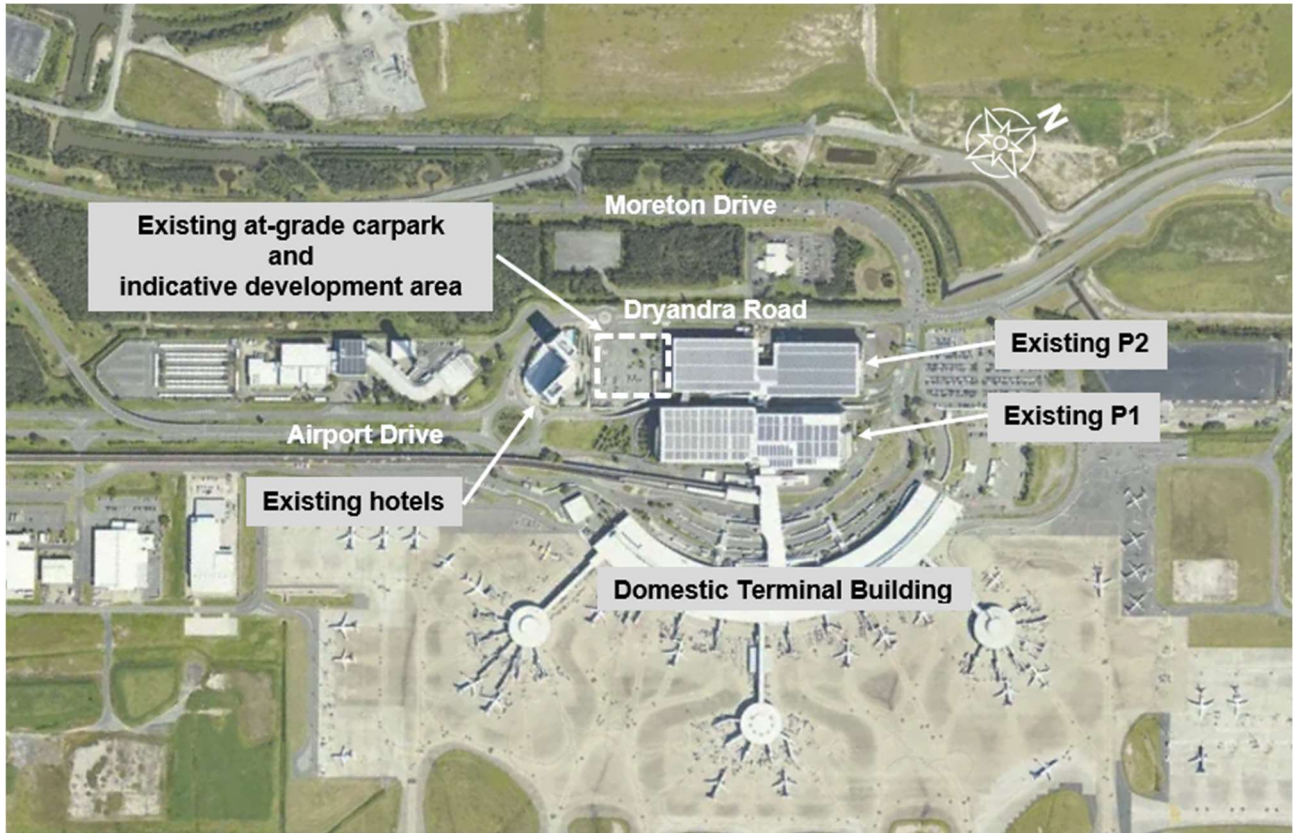 N
Moreton Drive
Existing at-grade carpark
and
indicative development area
Dryandra Road
Existing P2
Existing P1
Airport Drive
Existing hotels
Domestic Terminal Building